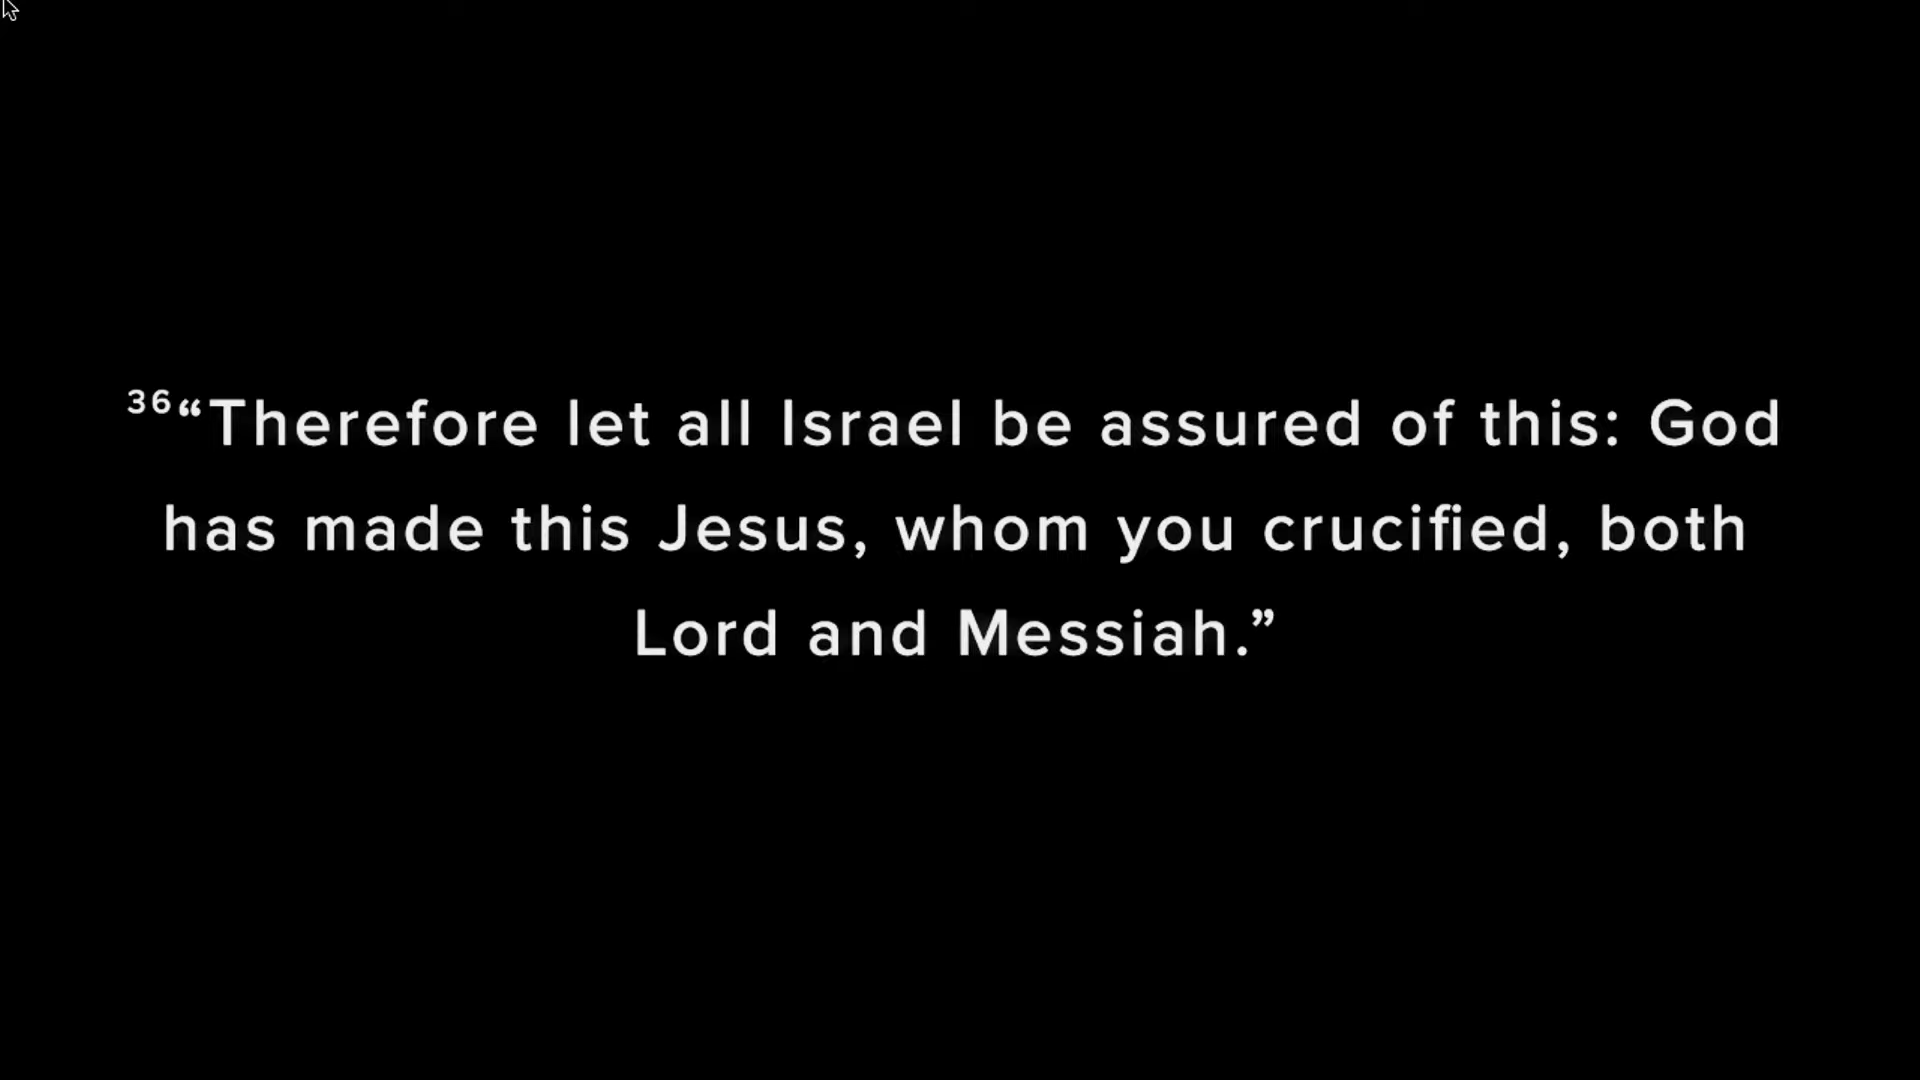 ³⁶“Therefore let all Israel be assured of this: God
has made this Jesus, whom you crucified, both
Lord and Messiah.”